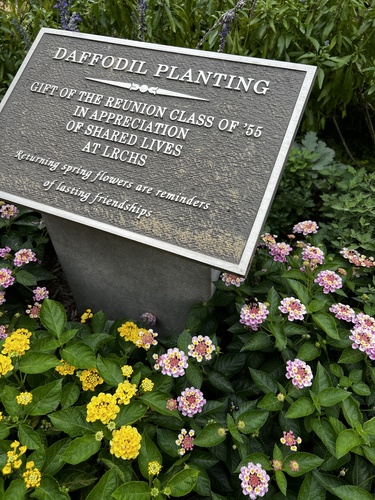 DAFFODIL PLANTING
GIFT OF THE REUNION CLASS OF '55
IN APPRECIATION
OF SHARED LIVES
AT LRCHS
Returning spring flowers are reminders
of lasting friendships